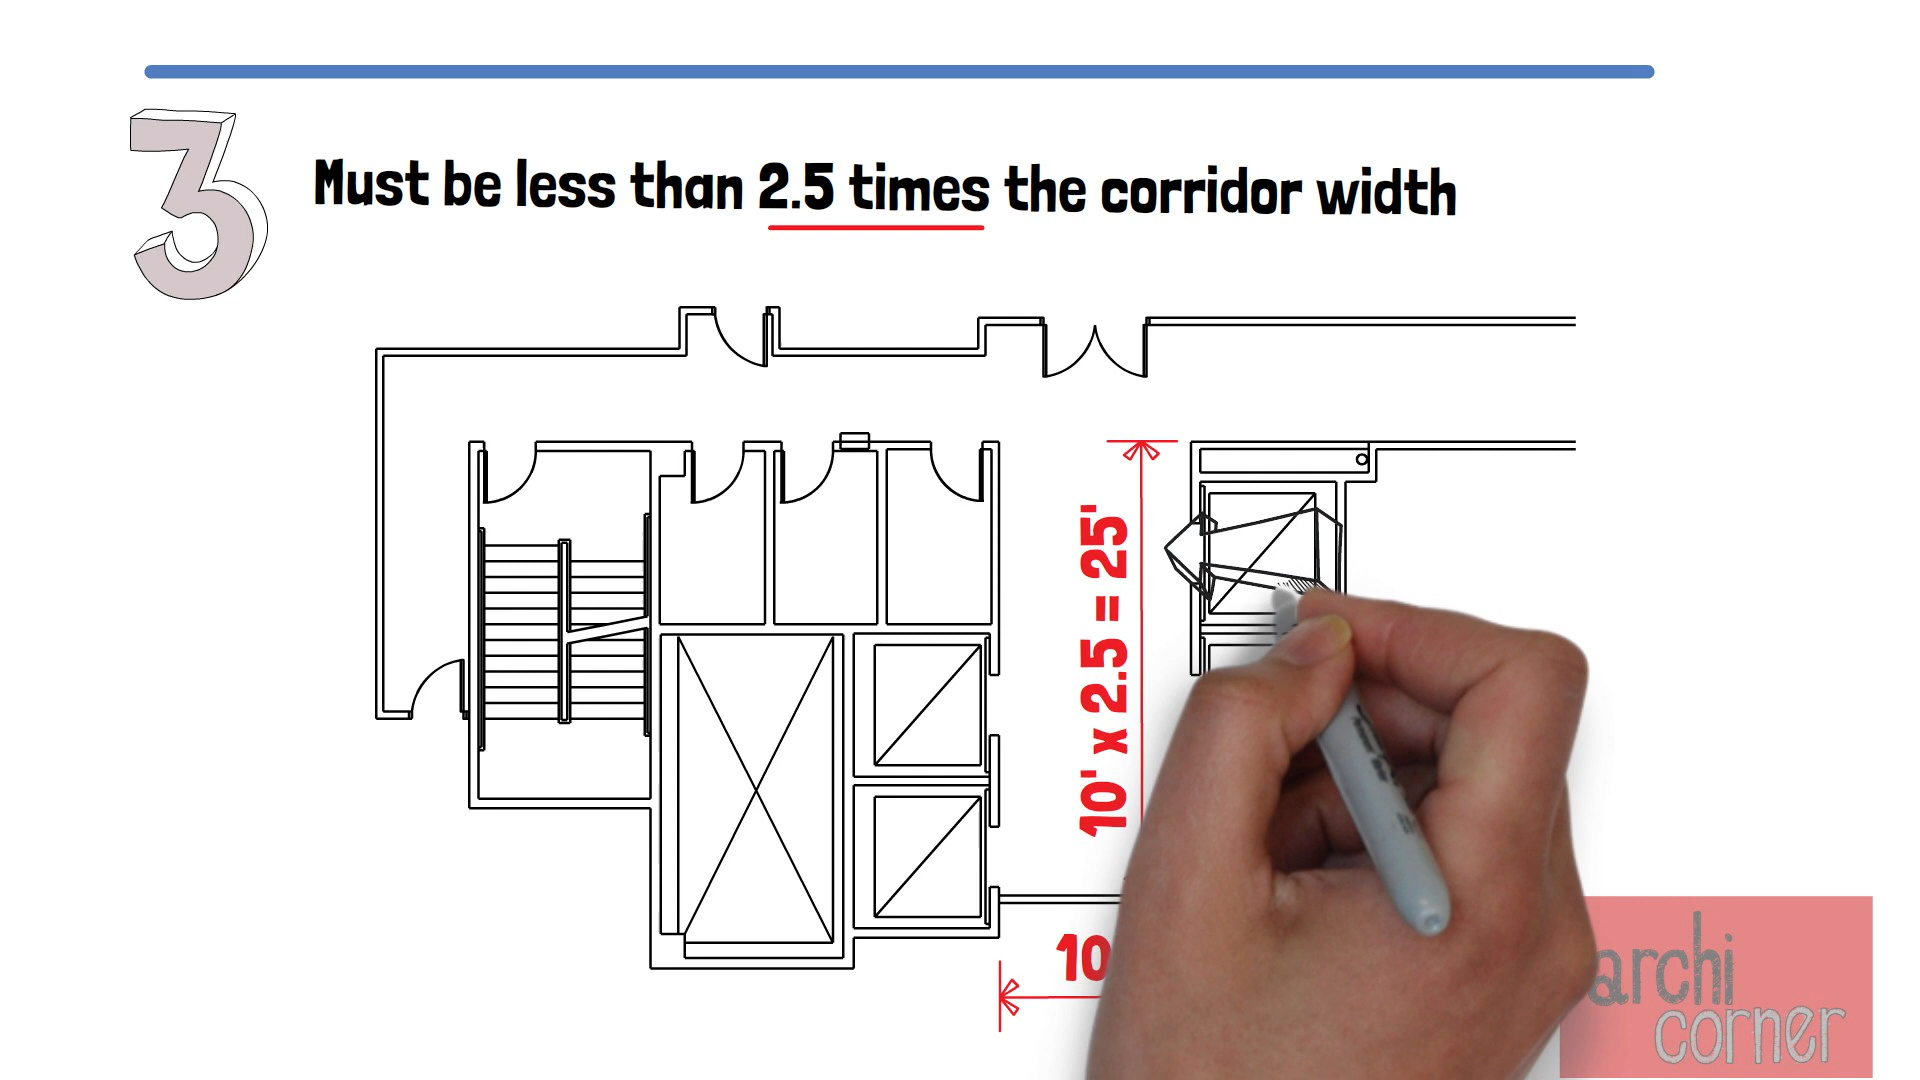 3
Must be less than 2.5 times the corridor width
10' x 2.5 = 25'
10
archi
corner